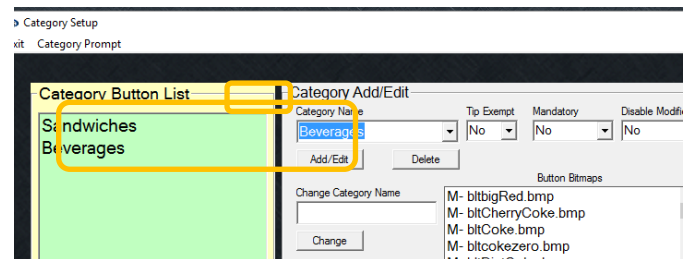 Category Setup
xit Category Prompt
Category Button List
Sandwiches
Beverages
Category Add/Edit
Category Name Tip Exempt Mandatory Disable Modifie
Beverages No No No
Add/Edit Delete
Button Bitmaps
Change Category Name
M- bltbigRed.bmp
M- bltCherryCoke.bmp
M- bltCoke.bmp
M- bltcokezero.bmp
Change